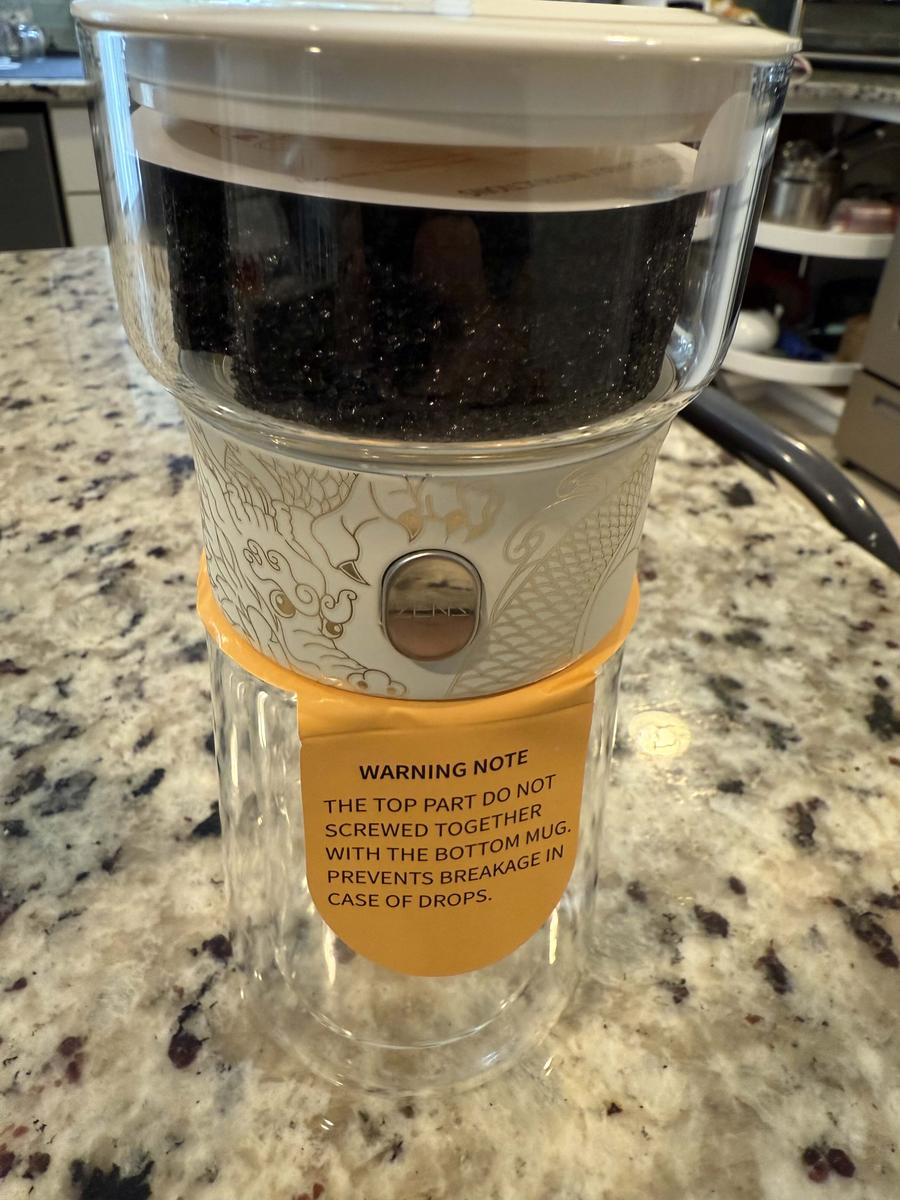 ZENS
WARNING NOTE
THE TOP PART DO NOT
SCREWED TOGETHER
WITH THE BOTTOM MUG.
PREVENTS BREAKAGE IN
CASE OF DROPS.